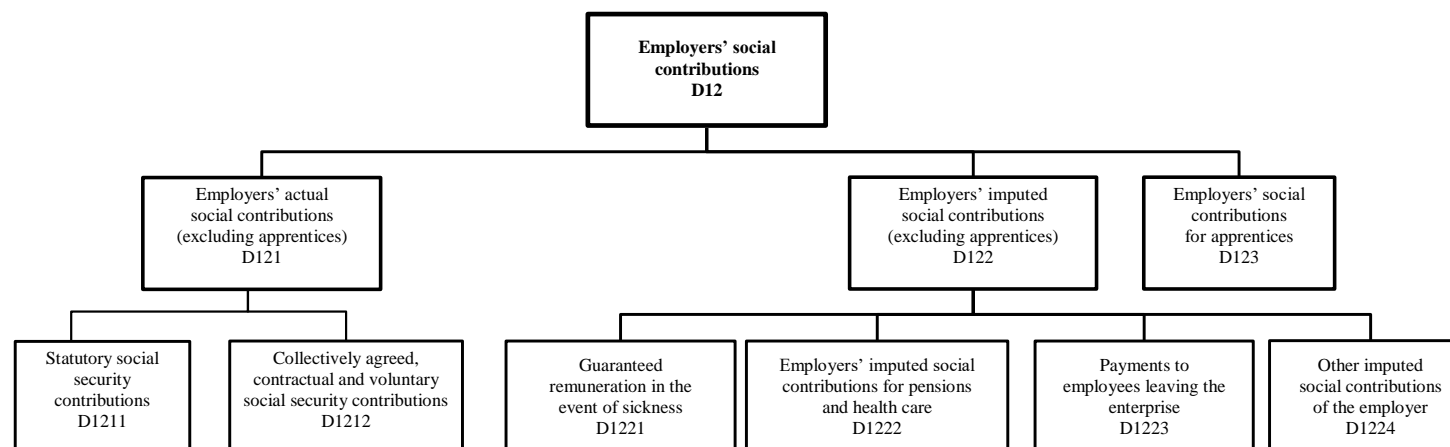 Employers’ social
contributions
D12
Employers’ actual
social contributions
(excluding apprentices)
D121
Employers’ imputed
social contributions
(excluding apprentices)
D122
Employers’ social
contributions
for apprentices
D123
Statutory social
security
contributions
D1211
Collectively agreed,
contractual and voluntary
social security contributions
D1212
Guaranteed
remuneration in the
event of sickness
D1221
Employers’ imputed social
contributions for pensions
and health care
D1222
Payments to
employees leaving the
enterprise
D1223
Other imputed
social contributions
of the employer
D1224